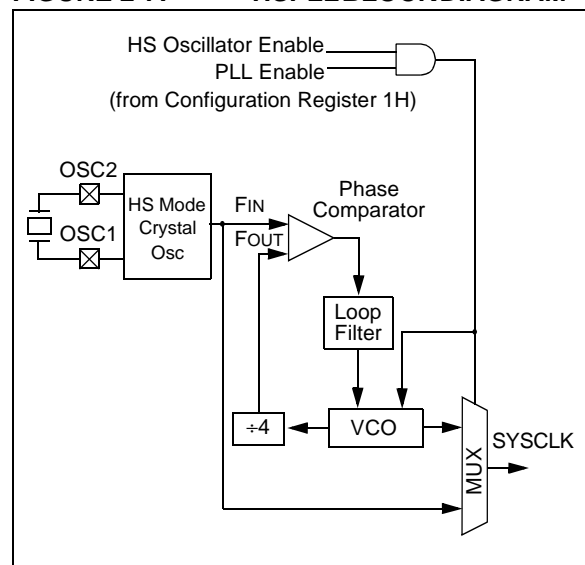 HS Oscillator Enable
PLL Enable
(from Configuration Register 1H)
OSC2
OSC1
HS Mode
Crystal
Osc
FIN
FOUT
Phase
Comparator
Loop
Filter
÷4
VCO
MUX
SYSCLK